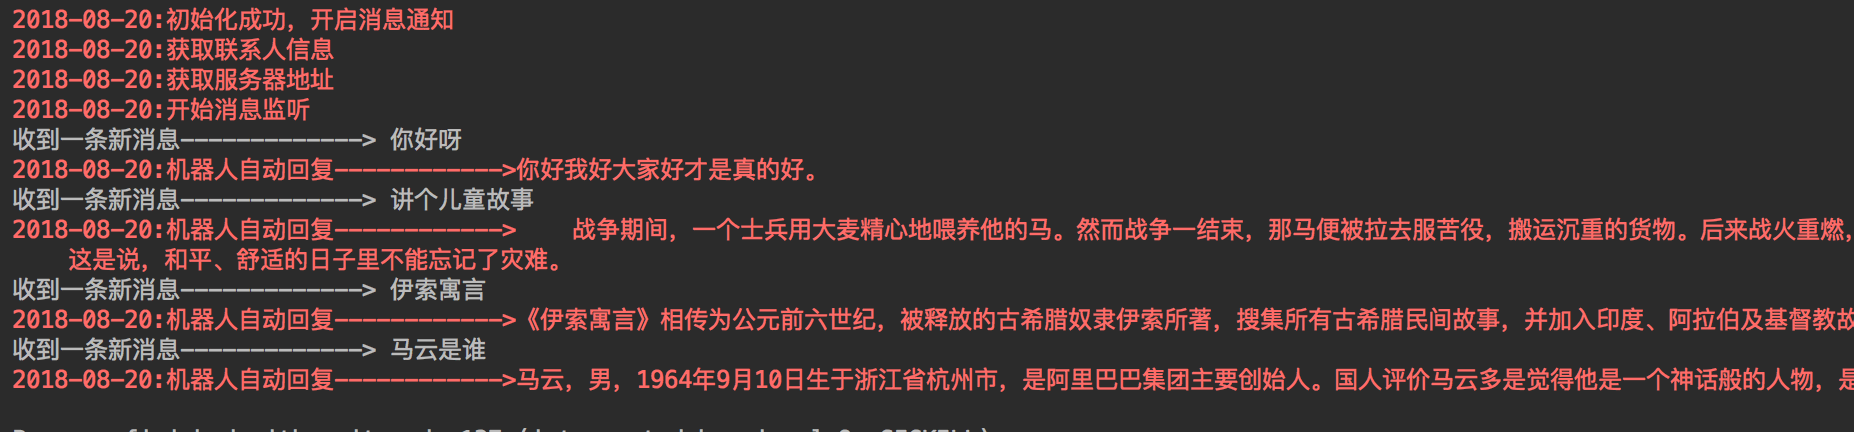 2018-08-20:初始化成功，开启消息通知
2018-08-20:获取联系人信息
2018-08-20:获取服务器地址
2018-08-20:开始消息监听
收到一条新消息—————————————> 你好呀
2018-08-20:机器人自动回复————————————>你好我好大家好才是真的好。
收到一条新消息—————————————> 讲个儿童故事
2018-08-20:机器人自动回复————————————>    战争期间，一个士兵用大麦精心地喂养他的马。然而战争一结束，那马便被拉去服苦役，搬运沉重的货物。后来战火重燃，
    这是说，和平、舒适的日子里不能忘记了灾难。
收到一条新消息—————————————> 伊索寓言
2018-08-20:机器人自动回复————————————>《伊索寓言》相传为公元前六世纪，被释放的古希腊奴隶伊索所著，搜集所有古希腊民间故事，并加入印度、阿拉伯及基督教故
收到一条新消息—————————————> 马云是谁
2018-08-20:机器人自动回复————————————>马云，男，1964年9月10日生于浙江省杭州市，是阿里巴巴集团主要创始人。国人评价马云多是觉得他是一个神话般的人物，是